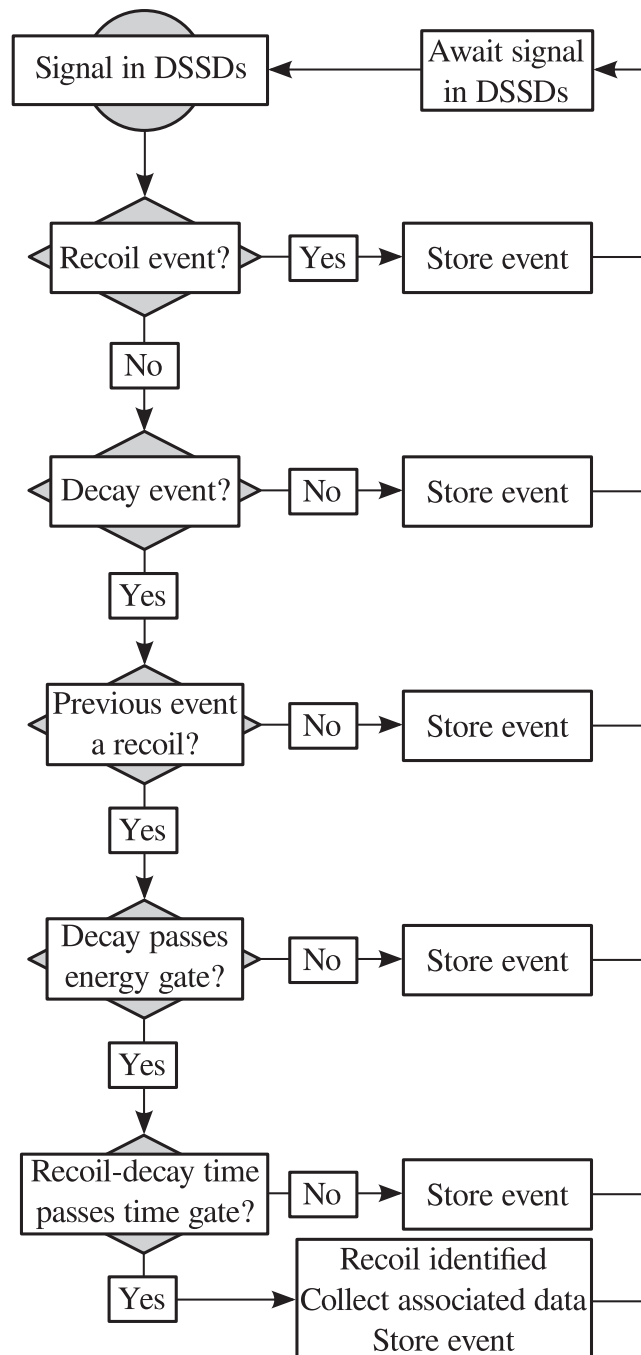 Signal in DSSDs
Await signal
in DSSDs
Recoil event?
Yes
Store event
No
Decay event?
No
Store event
Yes
Previous event
a recoil?
No
Store event
Yes
Decay passes
energy gate?
No
Store event
Yes
Recoil-decay time
passes time gate?
No
Store event
Yes
Recoil identified
Collect associated data
Store event